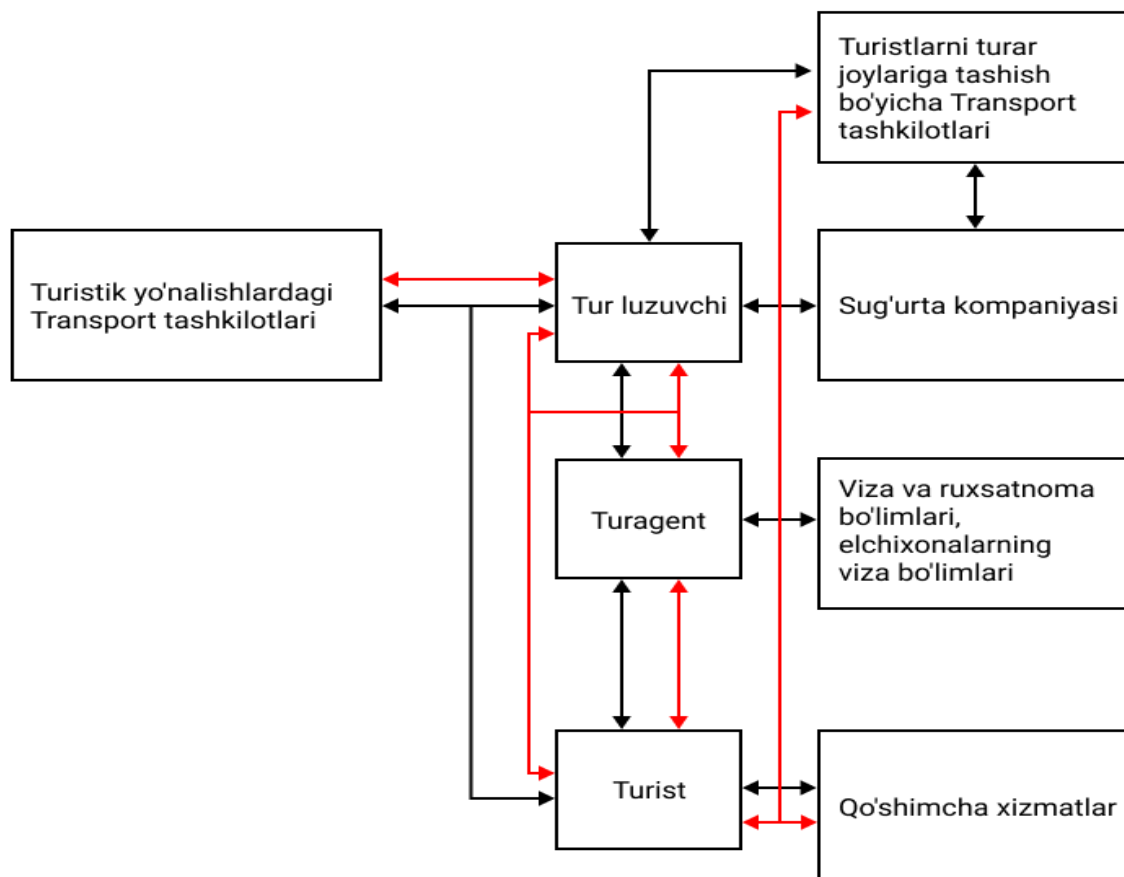 Turistlarni turar
joylariga tashish
bo'yicha Transport
tashkilotlari
Turistik yo'nalishlardagi
Transport tashkilotlari
Tur luzuvchi
Sug'urta kompaniyasi
Turagent
Viza va ruxsatnoma
bo'limlari,
elchixonalarning
viza bo'limlari
Turist
Qo'shimcha xizmatlar